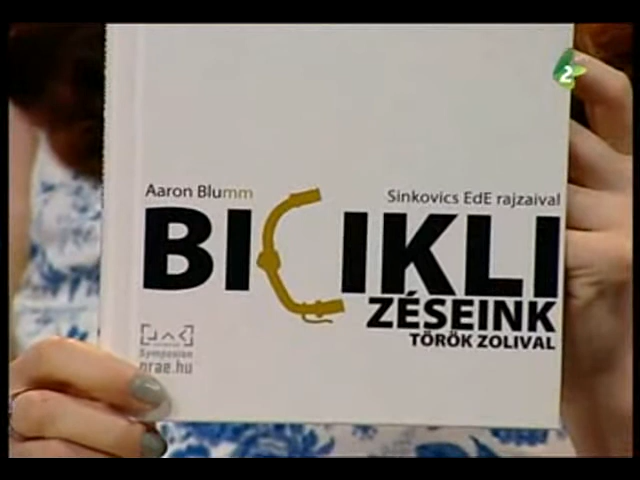 Aaron Blumm
Sinkovics EdE rajzaival
BICIKLI
ZÉSEINK
TÖRÖK ZOLIVAL
Symposion
prae.hu
2